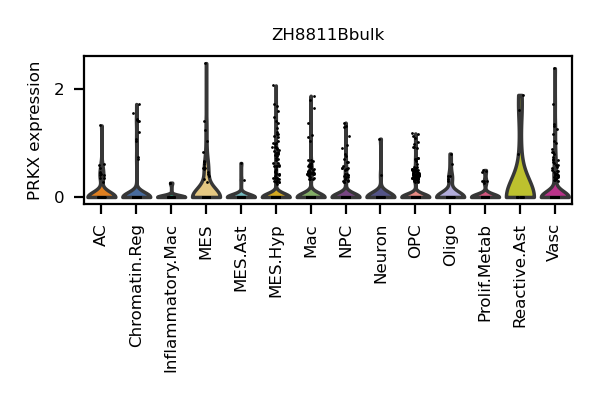 ZH8811Bbulk
PRKX expression
2
0
AC
Chromatin.Reg
Inflammatory.Mac
MES
MES.Ast
MES.Hyp
Mac
NPC
Neuron
OPC
Oligo
Prolif.Metab
Reactive.Ast
Vasc